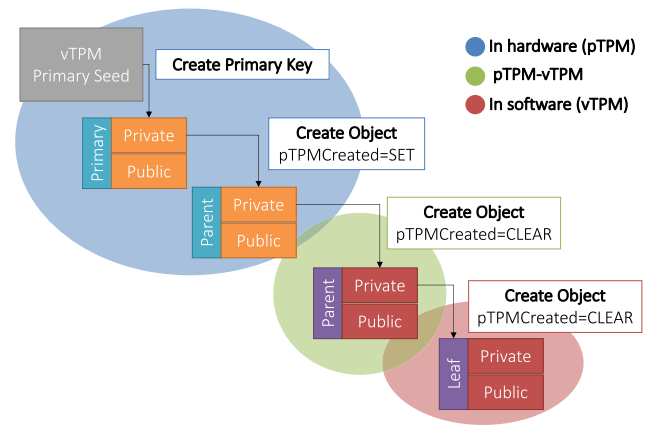 vTPM
Primary Seed
Create Primary Key
In hardware (pTPM)
pTPM-vTPM
In software (vTPM)
Primary
Private
Public
Create Object
pTPMCreated=SET
Parent
Private
Public
Create Object
pTPMCreated=CLEAR
Parent
Private
Public
Create Object
pTPMCreated=CLEAR
Leaf
Private
Public